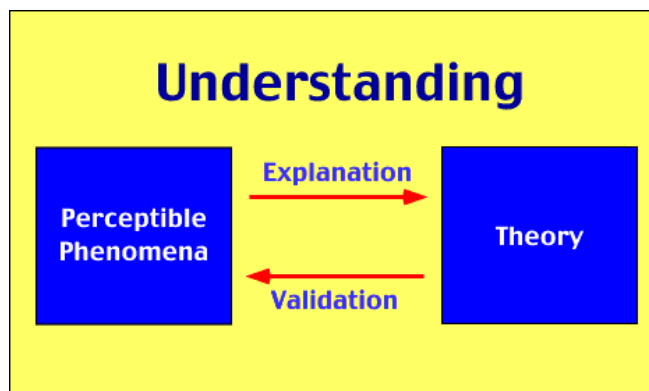 Understanding
Explanation
Perceptible
Phenomena
Theory
Validation